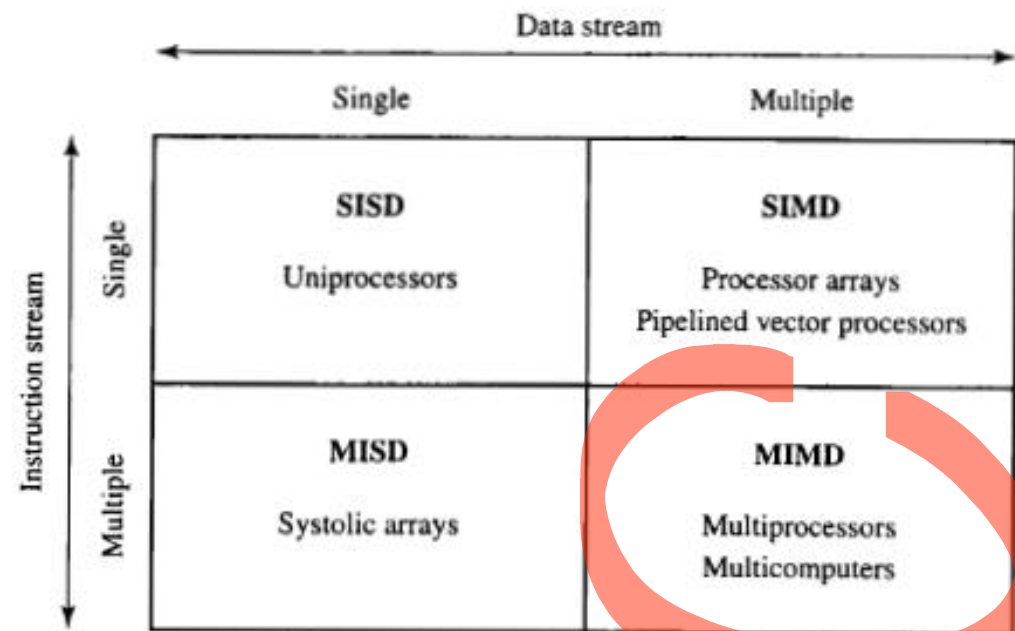 Data stream
Single Multiple
Instruction stream
Single
SISD
Uniprocessors
SIMD
Processor arrays
Pipelined vector processors
Multiple
MISD
Systolic arrays
MIMD
Multiprocessors
Multicomputers